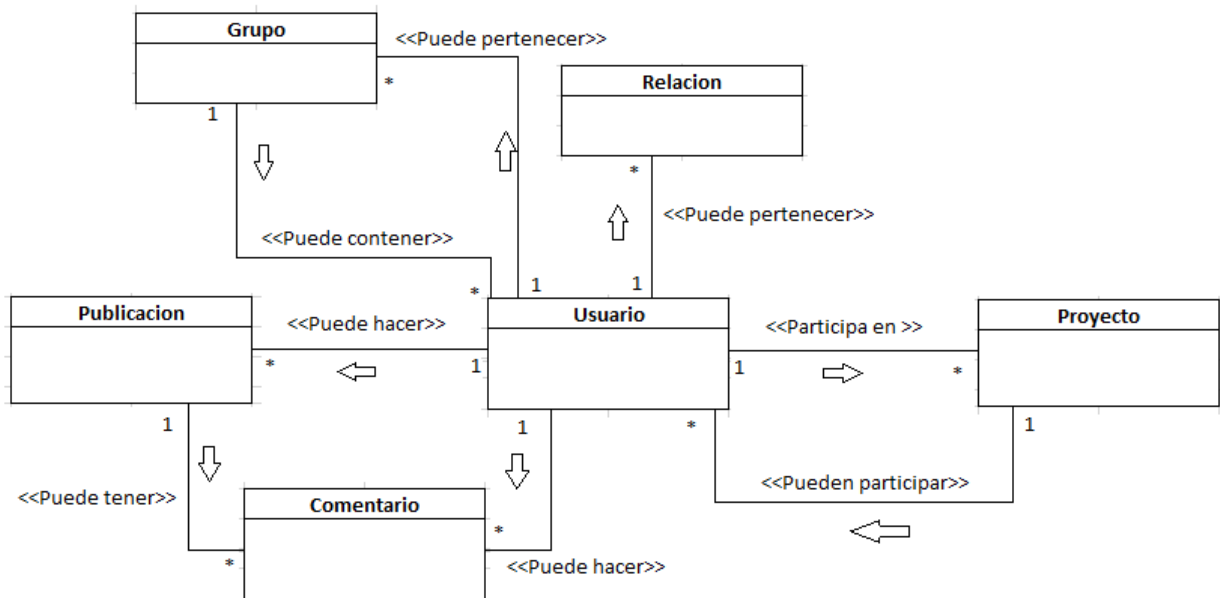 Grupo
<<Puede pertenecer>>
*
Relacion
1
*
<<Puede pertenecer>>
<<Puede contener>>
*
1
1
Publicacion
<<Puede hacer>>
Usuario
<<Participa en >>
Proyecto
*
1
1
*
1
1
*
1
<<Puede tener>>
<<Pueden participar>>
Comentario
*
*
<<Puede hacer>>